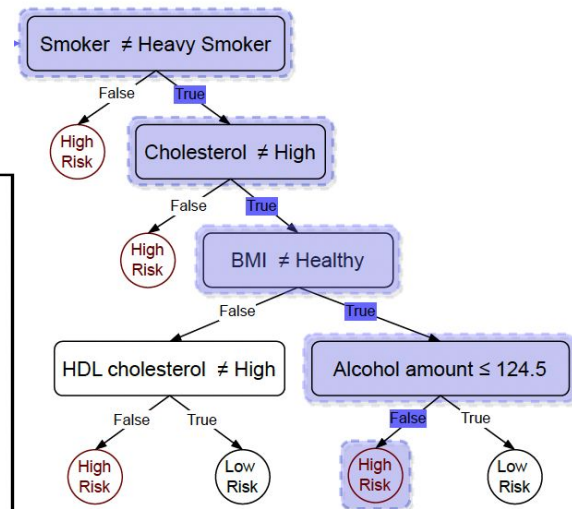 Smoker ≠ Heavy Smoker
False
True
High
Risk
Cholesterol ≠ High
False
True
High
Risk
BMI ≠ Healthy
False
True
HDL cholesterol ≠ High
Alcohol amount ≤ 124.5
False
True
False
True
High
Risk
Low
Risk
High
Risk
Low
Risk